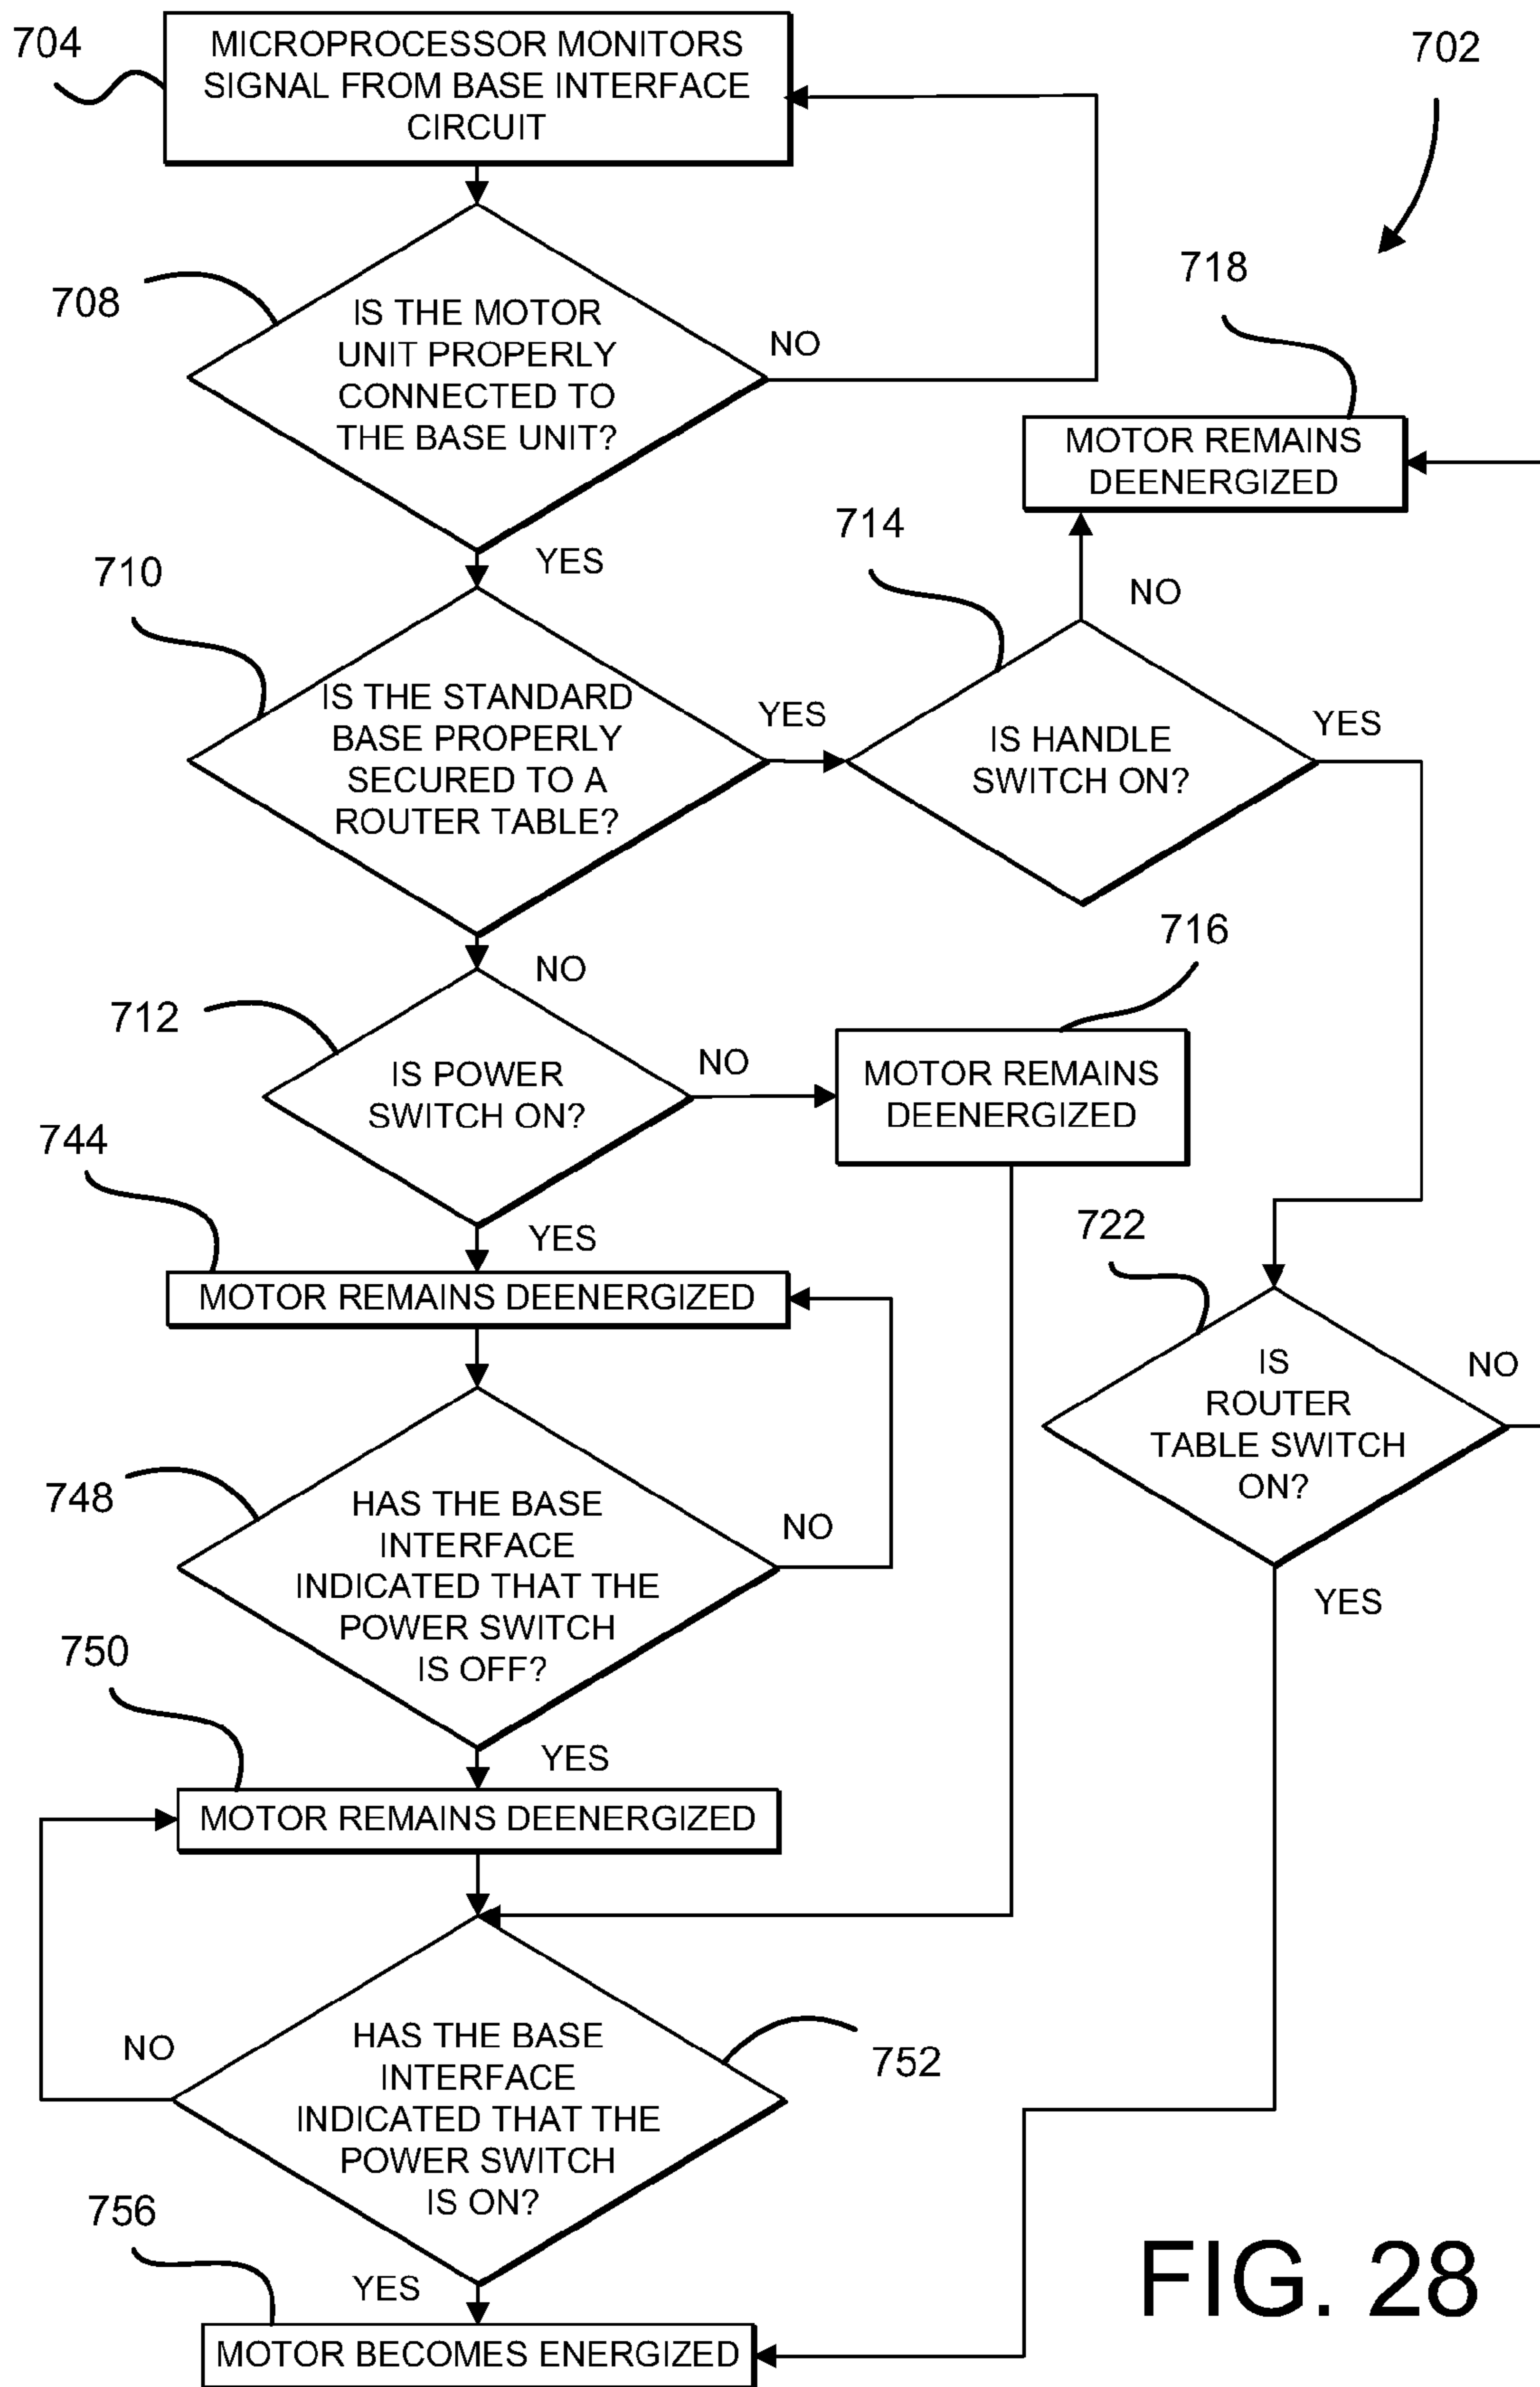 704
MICROPROCESSOR MONITORS
SIGNAL FROM BASE INTERFACE
CIRCUIT
702
708
IS THE MOTOR
UNIT PROPERLY
CONNECTED TO
THE BASE UNIT?
NO
718
MOTOR REMAINS
DEENERGIZED
YES
710
IS THE STANDARD
BASE PROPERLY
SECURED TO A
ROUTER TABLE?
YES
714
NO
IS HANDLE
SWITCH ON?
YES
NO
712
IS POWER
SWITCH ON?
NO
716
MOTOR REMAINS
DEENERGIZED
YES
744
MOTOR REMAINS DEENERGIZED
722
IS
ROUTER
TABLE SWITCH
ON?
NO
YES
748
HAS THE BASE
INTERFACE
INDICATED THAT THE
POWER SWITCH
IS OFF?
NO
YES
750
MOTOR REMAINS DEENERGIZED
NO
HAS THE BASE
INTERFACE
INDICATED THAT THE
POWER SWITCH
IS ON?
752
YES
756
MOTOR BECOMES ENERGIZED
FIG. 28